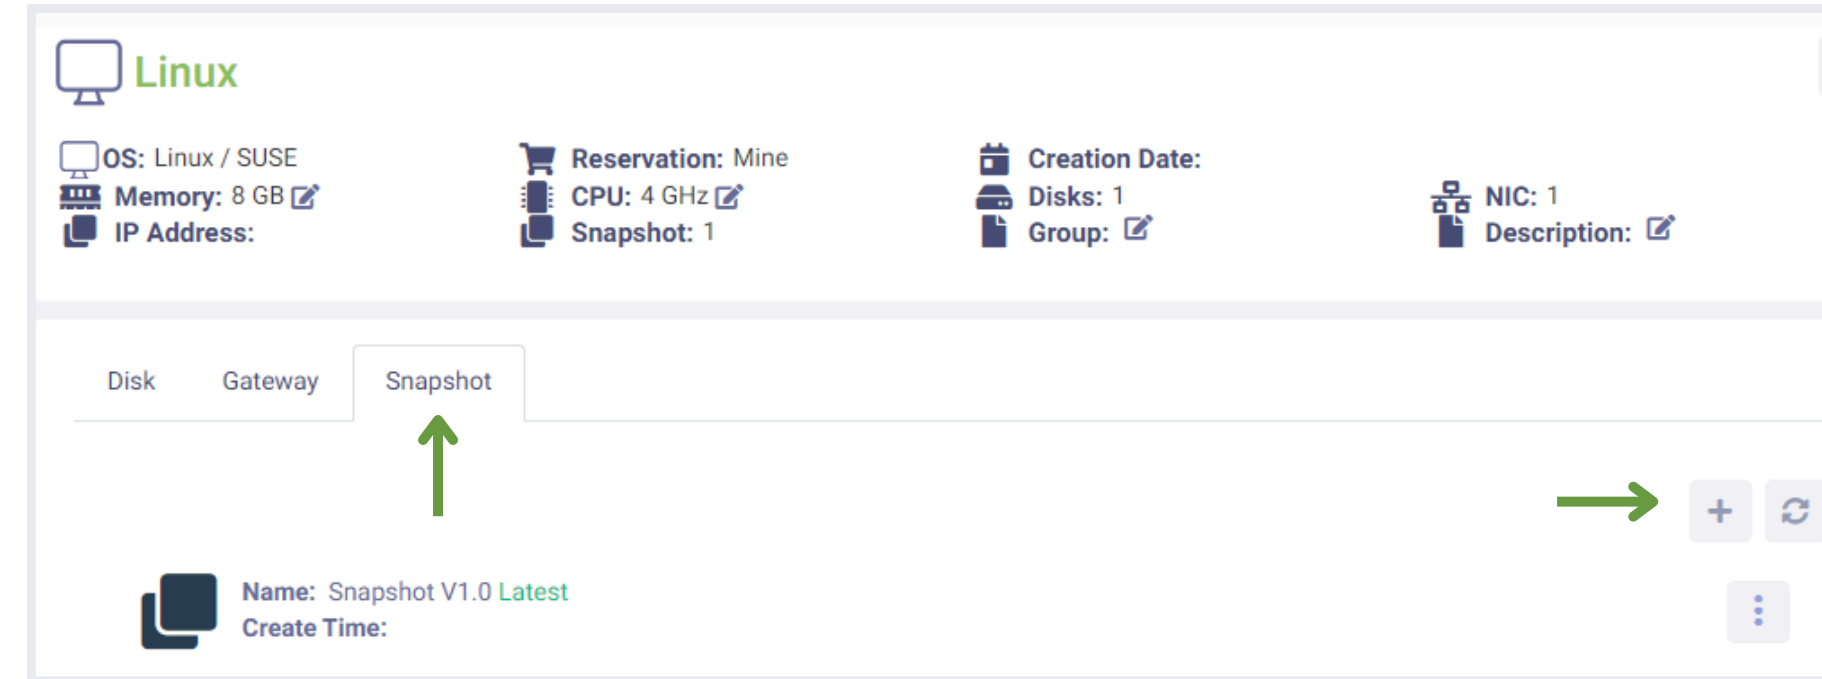 Linux
OS: Linux / SUSE
Reservation: Mine
Creation Date:
Memory: 8 GB
CPU: 4 GHz
Disks: 1
NIC: 1
IP Address:
Snapshot: 1
Group:
Description:
Disk
Gateway
Snapshot
Name: Snapshot V1.0 Latest
Create Time: